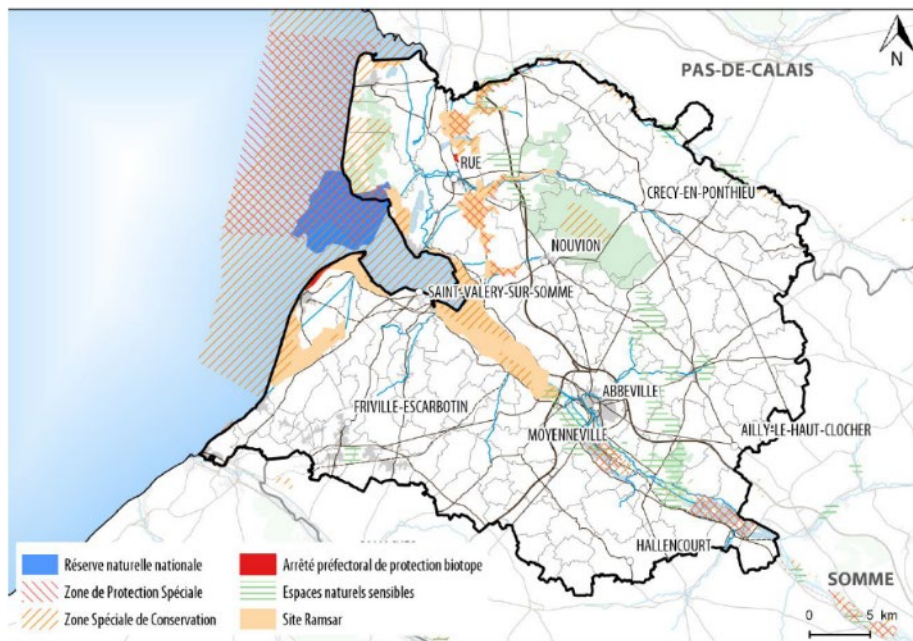 N
PAS-DE-CALAIS
RUE
CRECY-EN-PONTHIEU
NOUVION
SAINT-VALERY-SUR-SOMME
ABBEVILLE
FRIVILLE-ESCARBOTIN
MOYENNEVILLE
AILLY-LE-HAUT-CLOCHER
HALLENCOURT
SOMME
Réserve naturelle nationale
Zone de Protection Spéciale
Zone Spéciale de Conservation
Arrêté préfectoral de protection biotope
Espaces naturels sensibles
Site Ramsar
0 5 km